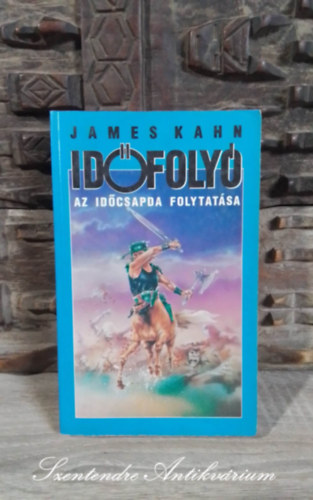 JAMES KAHN
IDŐFOLYÓ
AZ IDŐCSAPDA FOLYTATÁSA
Szentendre Antikvárium